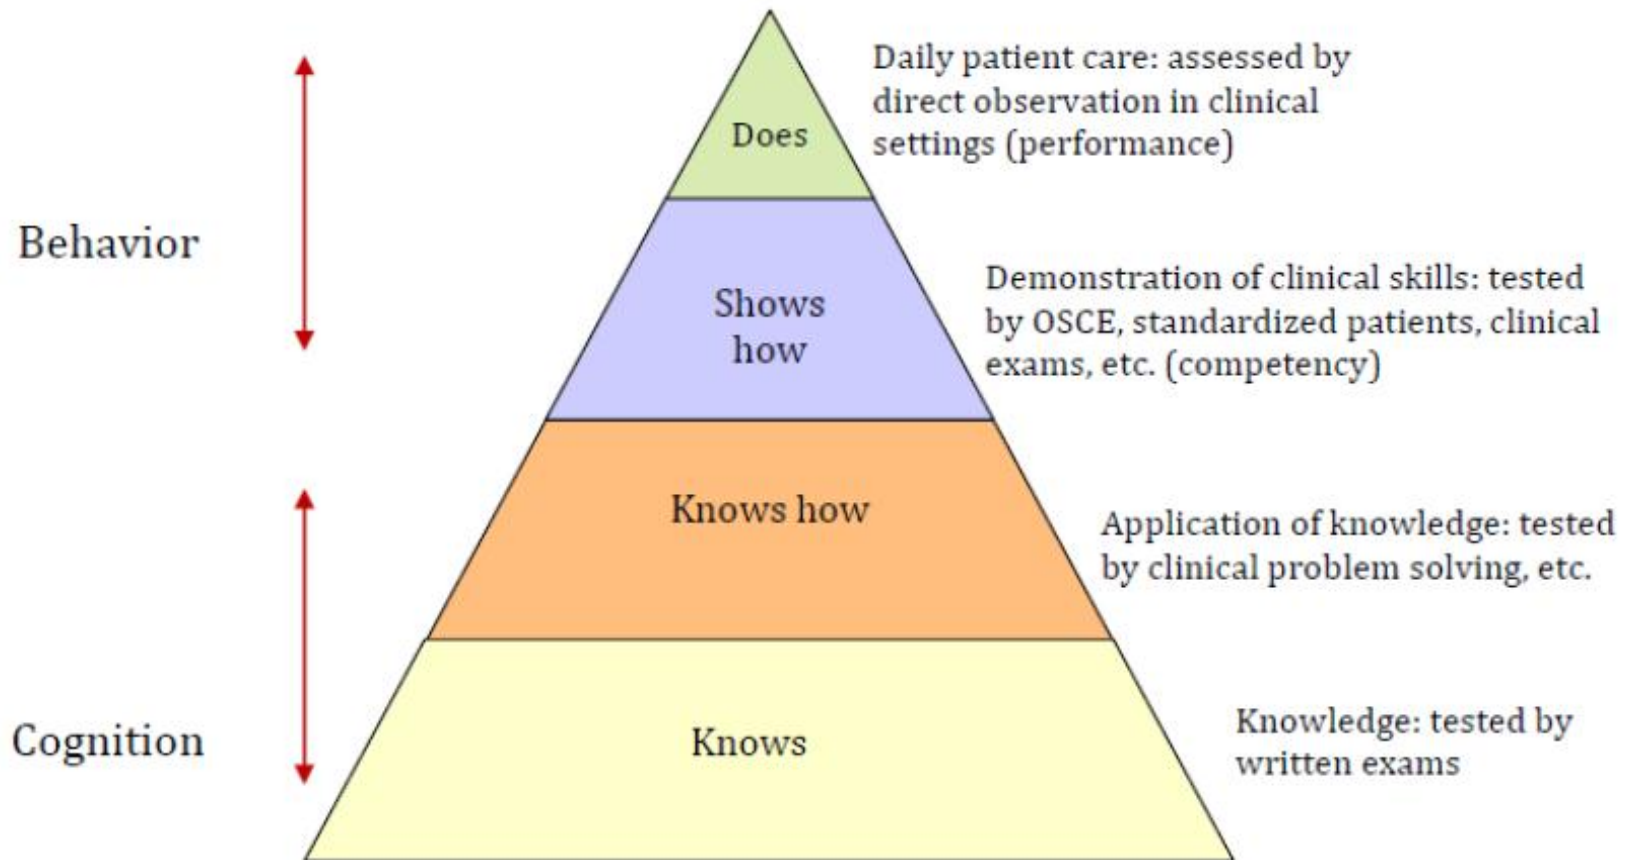 Daily patient care: assessed by
direct observation in clinical
settings (performance)
Does
Behavior
Shows
how
Demonstration of clinical skills: tested
by OSCE, standardized patients, clinical
exams, etc. (competency)
Knows how
Application of knowledge: tested
by clinical problem solving, etc.
Cognition
Knows
Knowledge: tested by
written exams